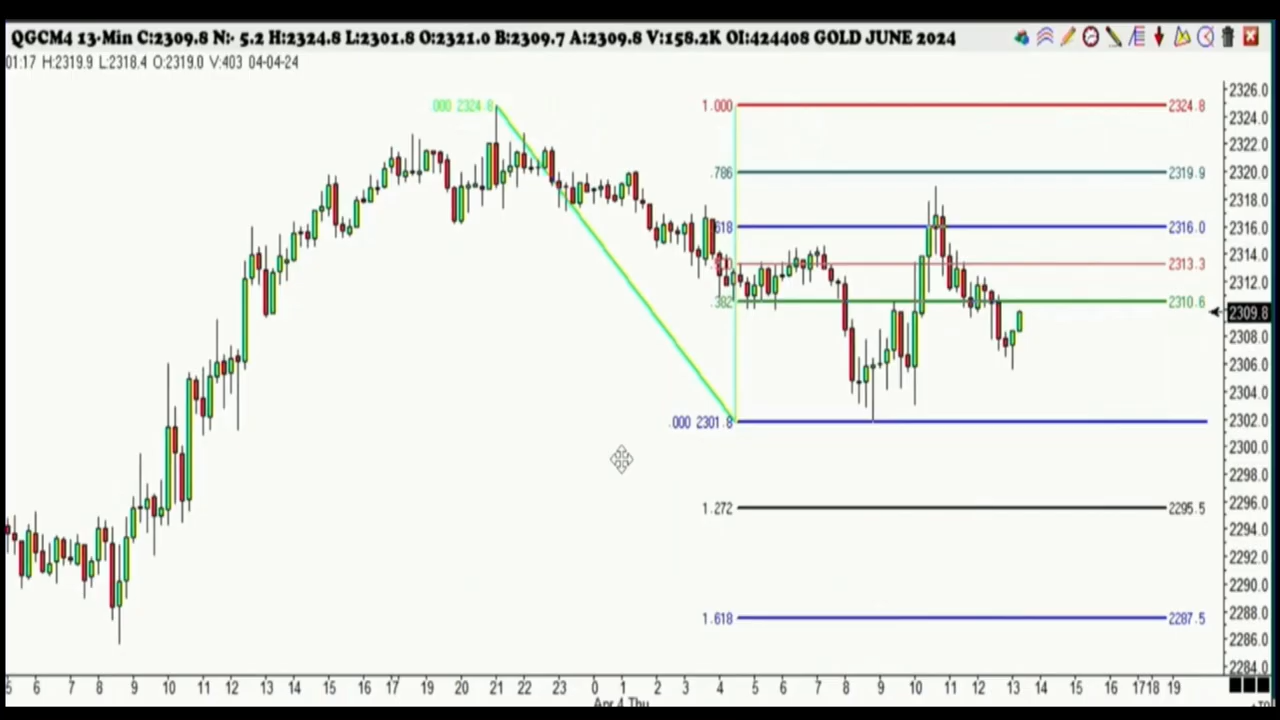 QGCM4 13-Min C:2309.8 N:- 5.2 H:2324.8 L:2301.8 O:2321.0 B:2309.7 A:2309.8 V:158.2K OI:424408 GOLD JUNE 2024
01:17 H:2319.9 L:2318.4 O:2319.0 V:403 04-04-24
2326.0
.000 2324.8 1.000 2324.8 2324.0
2322.0
.786 2319.9 2320.0
2318.0
.618 2316.0 2316.0
2313.3 2314.0
2312.0
.382 2310.6
2309.8
2308.0
2306.0
2304.0
.000 2301.8 2302.0
2300.0
2298.0
1.272 2295.5 2296.0
2294.0
2292.0
2290.0
1.618 2287.5 2288.0
2286.0
2284.0
5 6 7 8 9 10 11 12 13 14 15 16 17 19 20 21 22 23 0 1 2 3 4 5 6 7 8 9 10 11 12 13 14 15 16 17 18 19
Apr 4 Thu